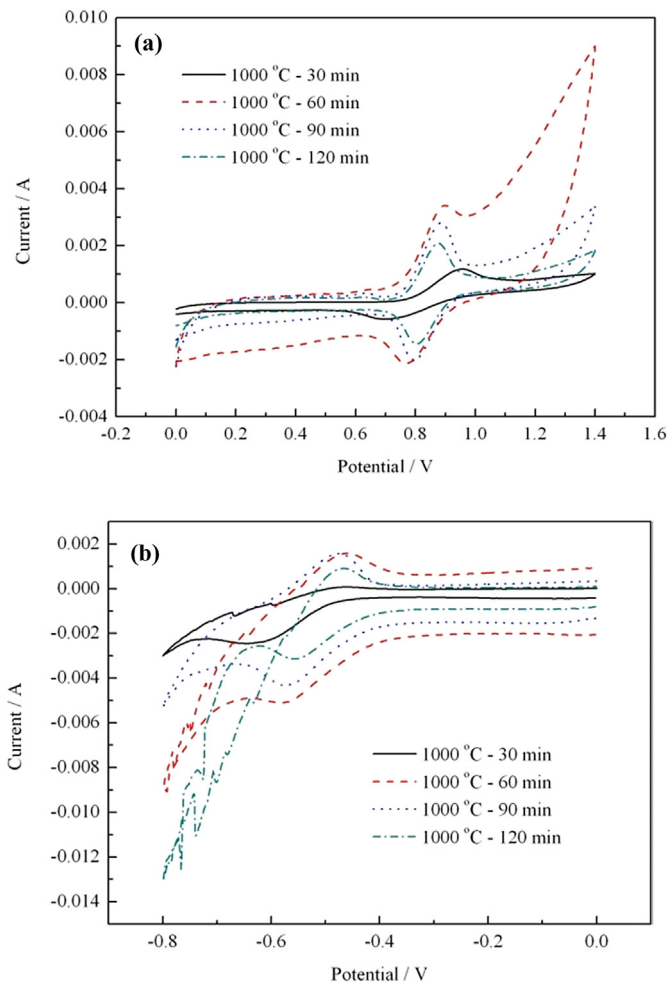 (a)
1000 °C - 30 min
1000 °C - 60 min
1000 °C - 90 min
1000 °C - 120 min
0.010
0.008
0.006
0.004
0.002
0.000
-0.002
-0.004
Current / A
-0.2 0.0 0.2 0.4 0.6 0.8 1.0 1.2 1.4 1.6
Potential / V
(b)
0.002
0.000
-0.002
-0.004
-0.006
-0.008
-0.010
-0.012
-0.014
Current / A
1000 °C - 30 min
1000 °C - 60 min
1000 °C - 90 min
1000 °C - 120 min
-0.8 -0.6 -0.4 -0.2 0.0
Potential / V